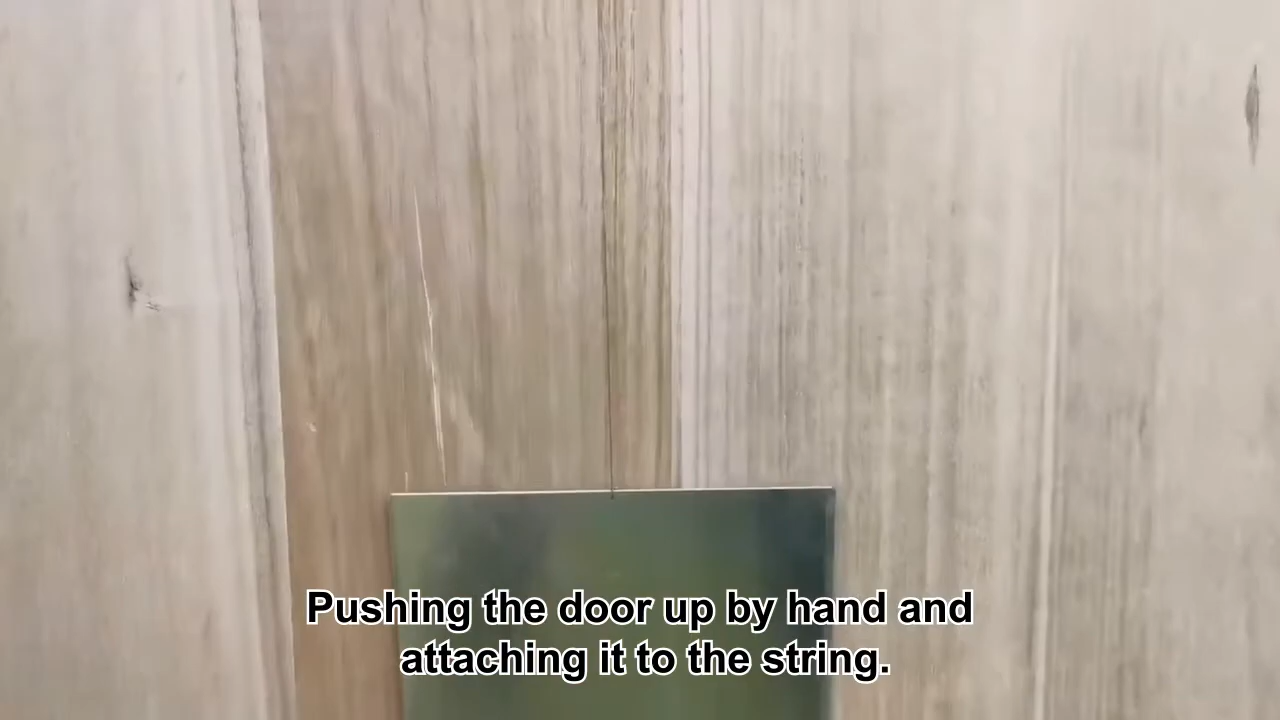 Pushing the door up by hand and
attaching it to the string.